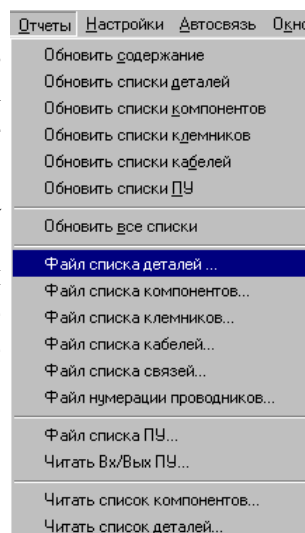 Отчеты Настройки Автосвязь Окно
Обновить содержание
Обновить списки деталей
Обновить списки компонентов
Обновить списки клемников
Обновить списки кабелей
Обновить списки ПУ
Обновить все списки
Файл списка деталей ...
Файл списка компонентов...
Файл списка клемников...
Файл списка кабелей...
Файл списка связей...
Файл нумерации проводников...
Файл списка ПУ...
Читать Вх/Вых ПУ...
Читать список компонентов...
Читать список деталей...